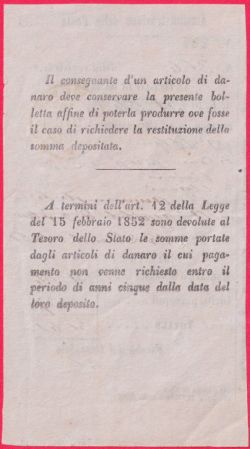 Il consegnante d'un articolo di da-
naro deve conservare la presente bol-
letta affine di poterla produrre ove fosse
il caso di richiedere la restituzione della
somma depositata.
A termini dell'art. 12 della Legge
del 15 febbraio 1852 sono devolute al
Tesoro dello Stato le somme portate
dagli articoli di danaro il cui paga-
mento non venne richiesto entro il
periodo di anni cinque dalla data del
loro deposito.